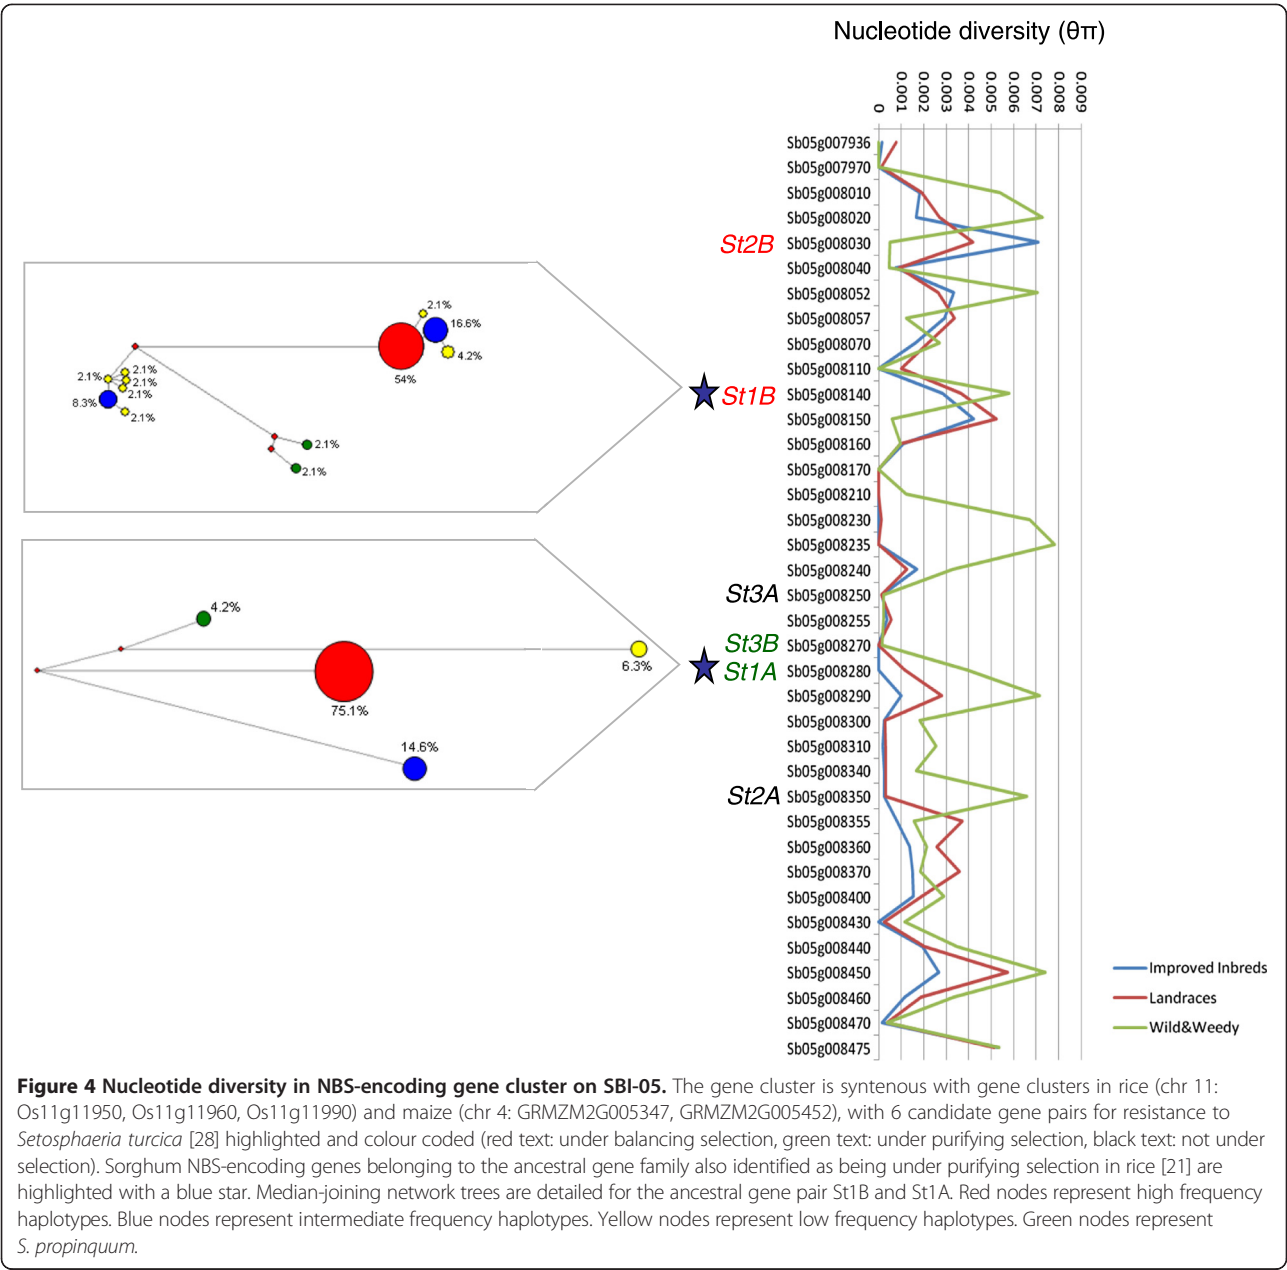 Nucleotide diversity (θπ)
0 0.001 0.002 0.003 0.004 0.005 0.006 0.007 0.008 0.009
Sb05g007936
Sb05g007970
Sb05g008010
Sb05g008020
St2B Sb05g008030
Sb05g008040
Sb05g008052
Sb05g008057
Sb05g008070
Sb05g008110
St1B Sb05g008140
Sb05g008150
Sb05g008160
Sb05g008170
Sb05g008210
Sb05g008230
Sb05g008235
Sb05g008240
St3A Sb05g008250
Sb05g008255
St3B Sb05g008270
St1A Sb05g008280
Sb05g008290
Sb05g008300
Sb05g008310
Sb05g008340
St2A Sb05g008350
Sb05g008355
Sb05g008360
Sb05g008370
Sb05g008400
Sb05g008430
Sb05g008440
Sb05g008450
Sb05g008460
Sb05g008470
Sb05g008475
2.1%
16.6%
4.2%
54%
2.1%
2.1%
2.1%
2.1%
8.3%
2.1%
2.1%
2.1%
4.2%
6.3%
75.1%
14.6%
Improved Inbreds
Landraces
Wild&Weedy
Figure 4 Nucleotide diversity in NBS-encoding gene cluster on SBI-05. The gene cluster is syntenous with gene clusters in rice (chr 11:
Os11g11950, Os11g11960, Os11g11990) and maize (chr 4: GRMZM2G005347, GRMZM2G005452), with 6 candidate gene pairs for resistance to
Setosphaeria turcica [28] highlighted and colour coded (red text: under balancing selection, green text: under purifying selection, black text: not under
selection). Sorghum NBS-encoding genes belonging to the ancestral gene family also identified as being under purifying selection in rice [21] are
highlighted with a blue star. Median-joining network trees are detailed for the ancestral gene pair St1B and St1A. Red nodes represent high frequency
haplotypes. Blue nodes represent intermediate frequency haplotypes. Yellow nodes represent low frequency haplotypes. Green nodes represent
S. propinquum.